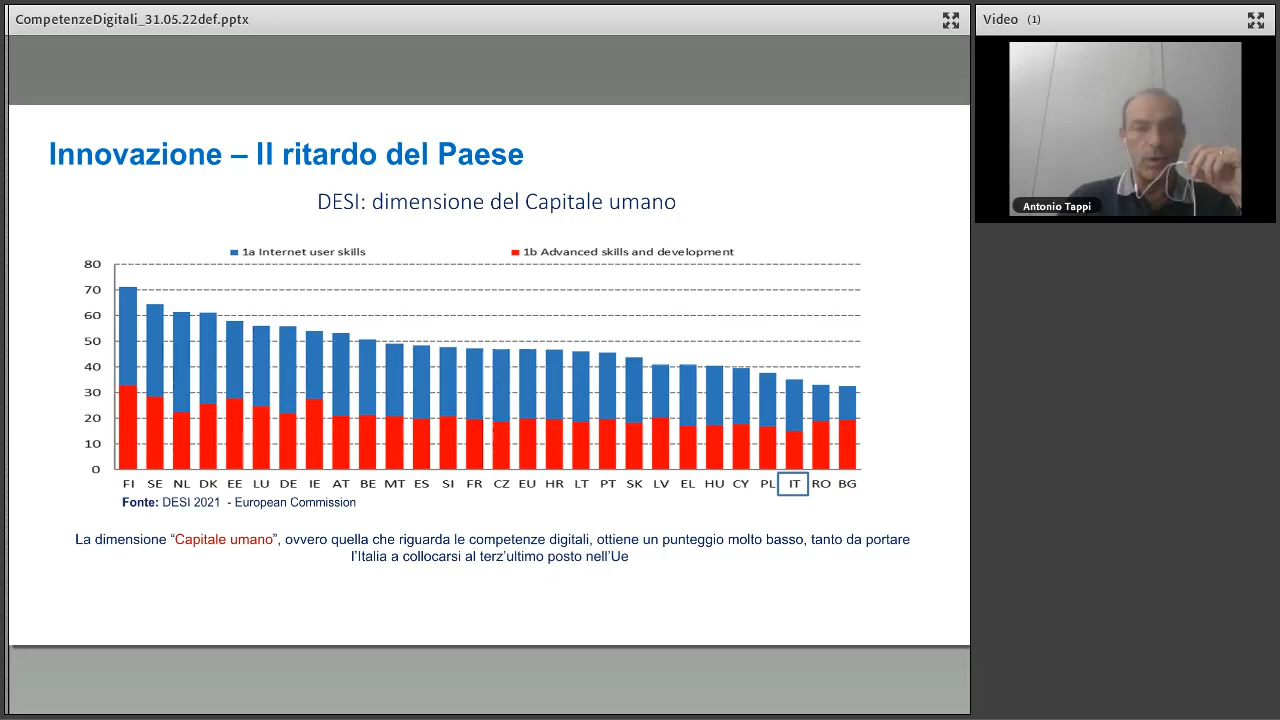 CompetenzeDigitali_31.05.22def.pptx
Video (1)
Antonio Tappi
Innovazione – Il ritardo del Paese
DESI: dimensione del Capitale umano
1a Internet user skills 1b Advanced skills and development
80
70
60
50
40
30
20
10
0
FI SE NL DK EE LU DE IE AT BE MT ES SI FR CZ EU HR LT PT SK LV EL HU CY PL IT RO BG
Fonte: DESI 2021 - European Commission
La dimensione “Capitale umano”, ovvero quella che riguarda le competenze digitali, ottiene un punteggio molto basso, tanto da portare
l’Italia a collocarsi al terz’ultimo posto nell’Ue